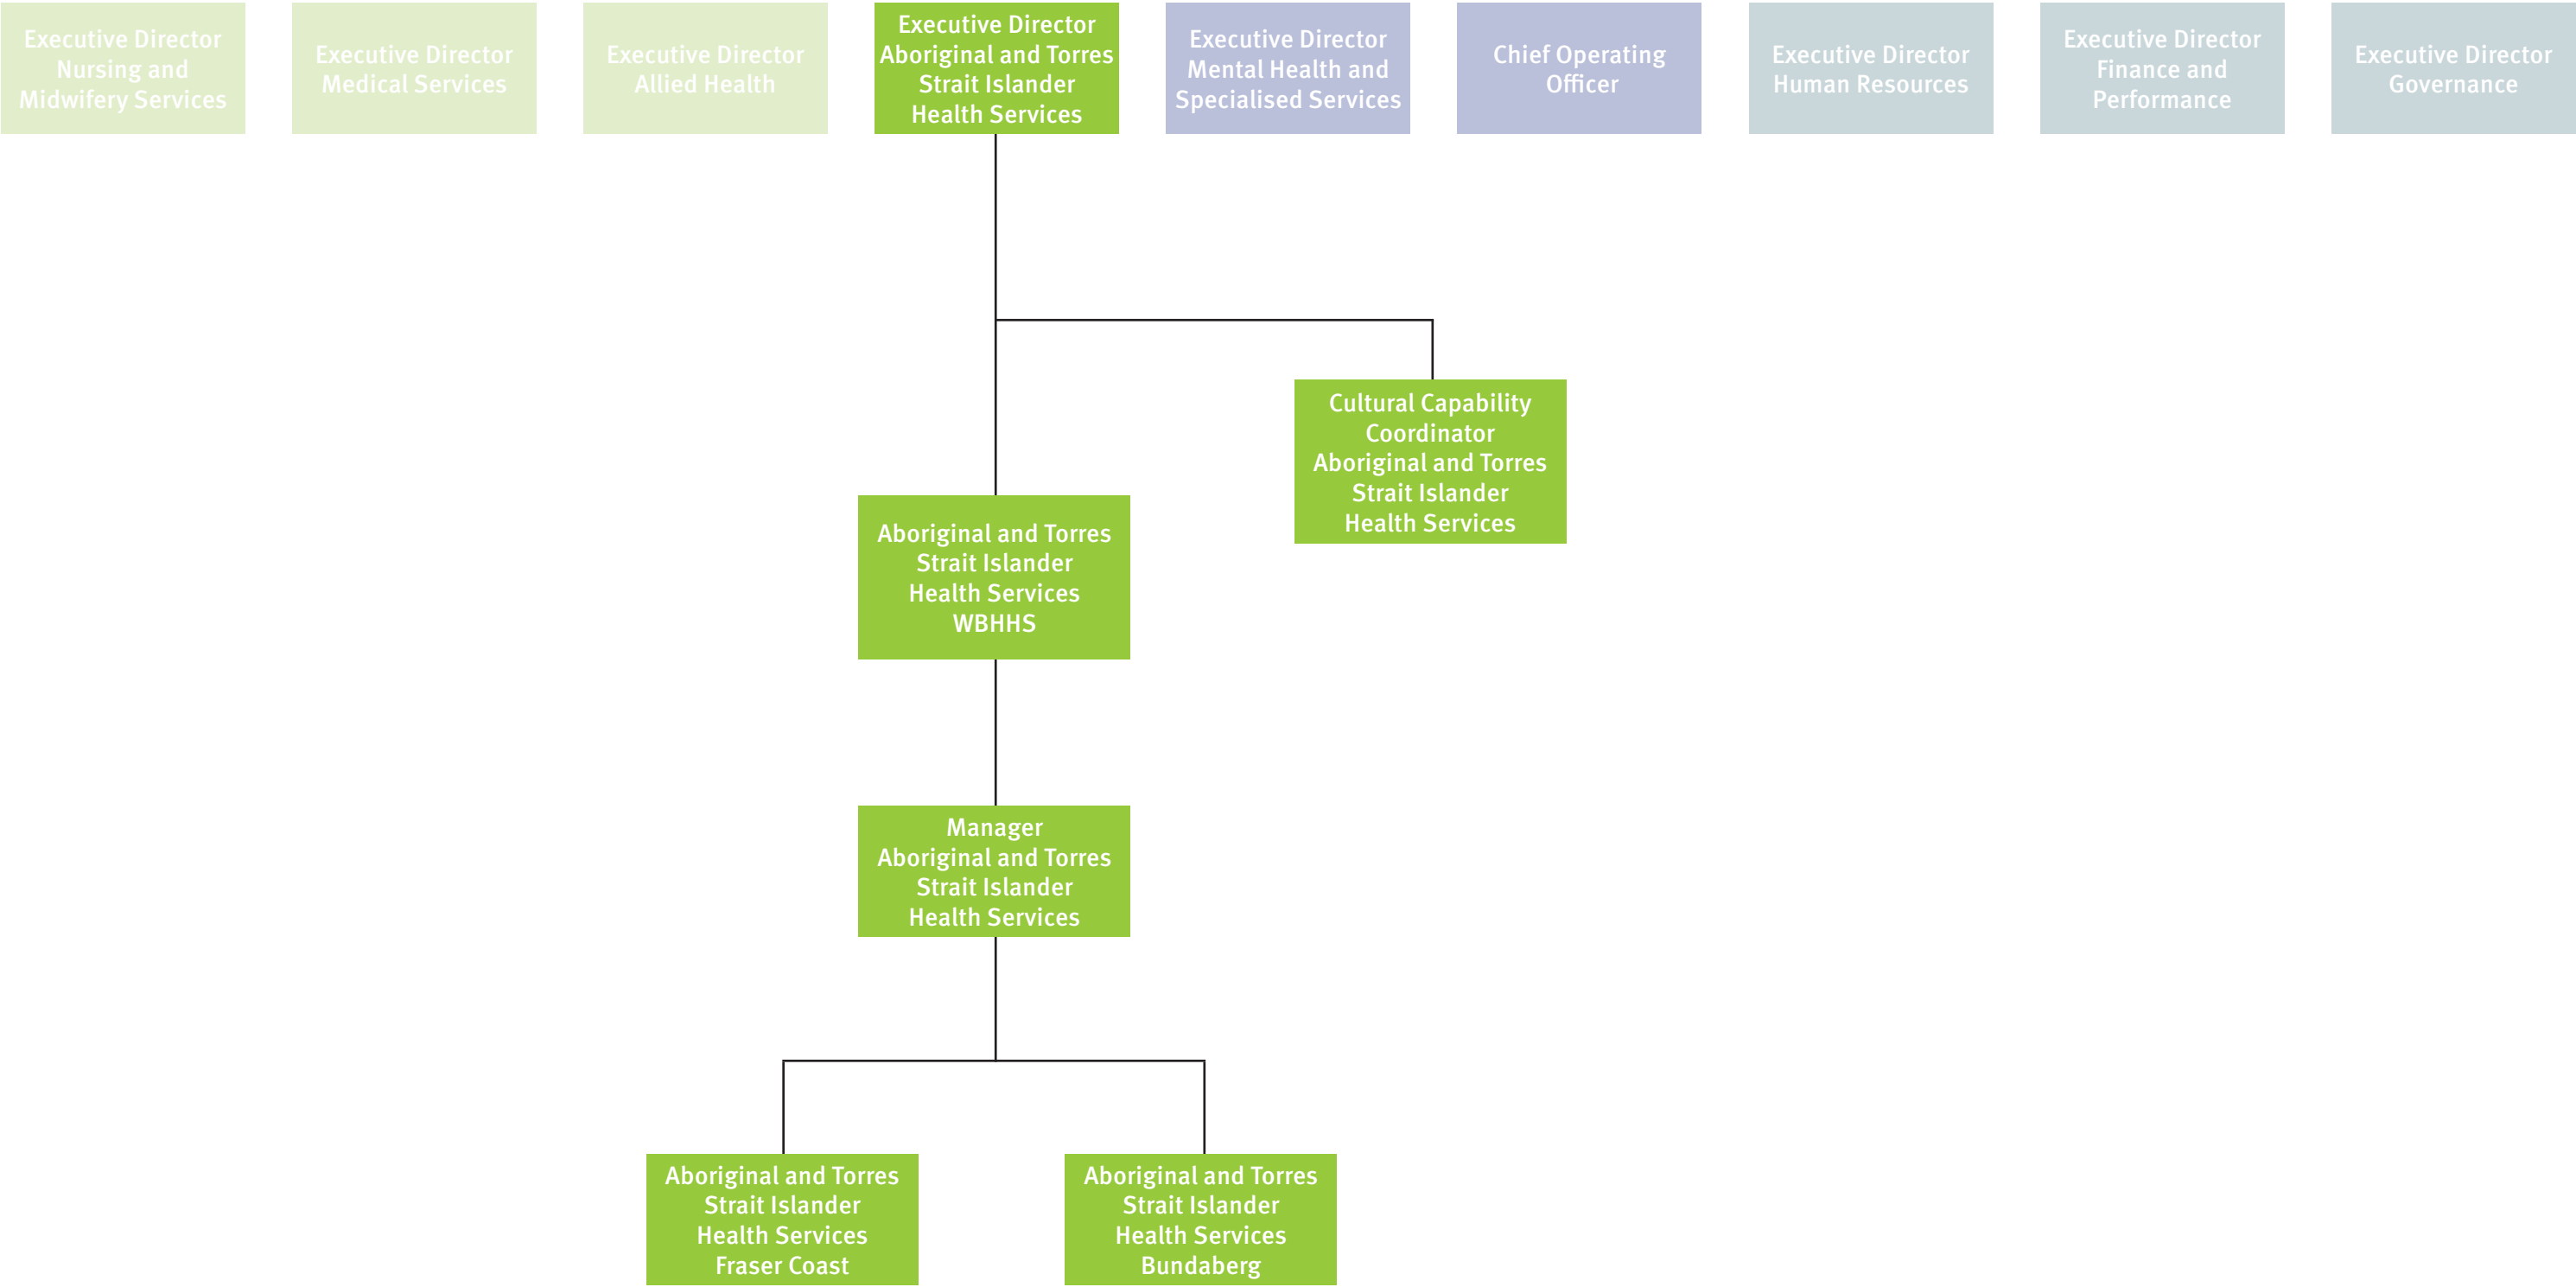 Executive Director
Nursing and
Midwifery Services
Executive Director
Medical Services
Executive Director
Allied Health
Executive Director
Aboriginal and Torres
Strait Islander
Health Services
Executive Director
Mental Health and
Specialised Services
Chief Operating
Officer
Executive Director
Human Resources
Executive Director
Finance and
Performance
Executive Director
Governance
Cultural Capability
Coordinator
Aboriginal and Torres
Strait Islander
Health Services
Aboriginal and Torres
Strait Islander
Health Services
WBHHS
Manager
Aboriginal and Torres
Strait Islander
Health Services
Aboriginal and Torres
Strait Islander
Health Services
Fraser Coast
Aboriginal and Torres
Strait Islander
Health Services
Bundaberg